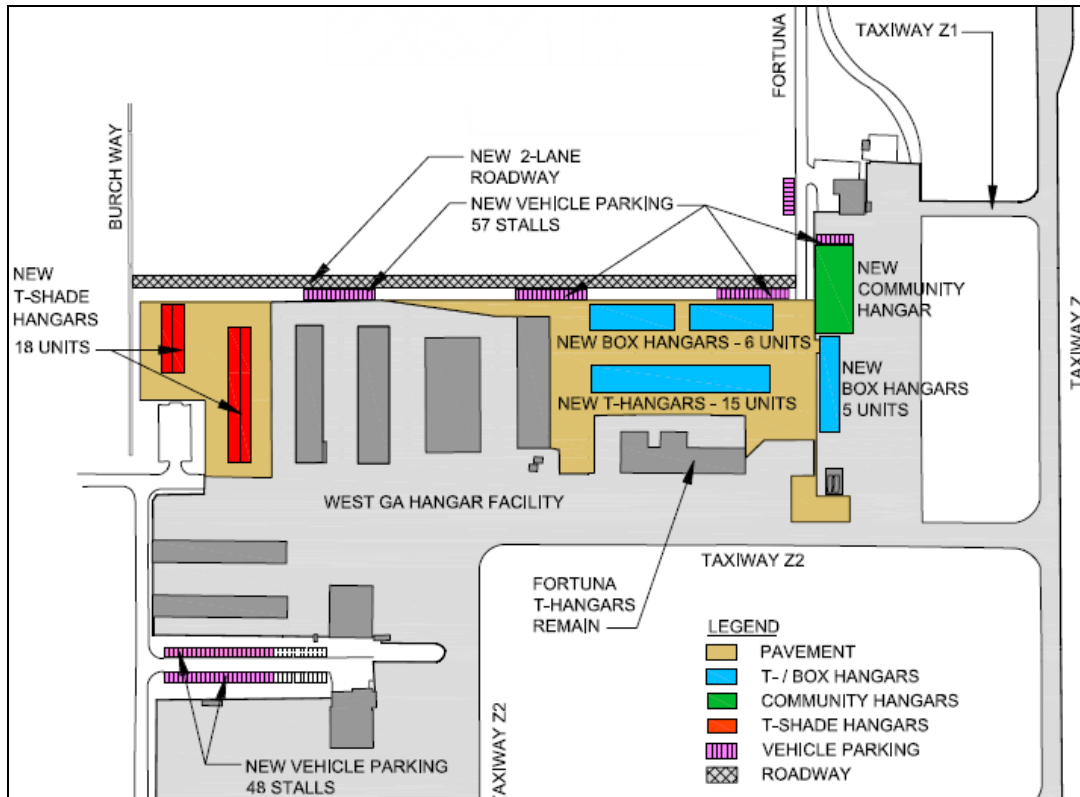 FORTUNA
TAXIWAY Z1
BURCH WAY
NEW 2-LANE
ROADWAY
NEW VEHICLE PARKING
57 STALLS
NEW
T-SHADE
HANGARS
18 UNITS
NEW
COMMUNITY
HANGAR
TAXIWAY Z
NEW BOX HANGARS - 6 UNITS
NEW
BOX HANGARS
5 UNITS
NEW T-HANGARS - 15 UNITS
WEST GA HANGAR FACILITY
TAXIWAY Z2
FORTUNA
T-HANGARS
REMAIN
LEGEND
PAVEMENT
T- / BOX HANGARS
COMMUNITY HANGARS
T-SHADE HANGARS
VEHICLE PARKING
ROADWAY
TAXIWAY Z2
NEW VEHICLE PARKING
48 STALLS